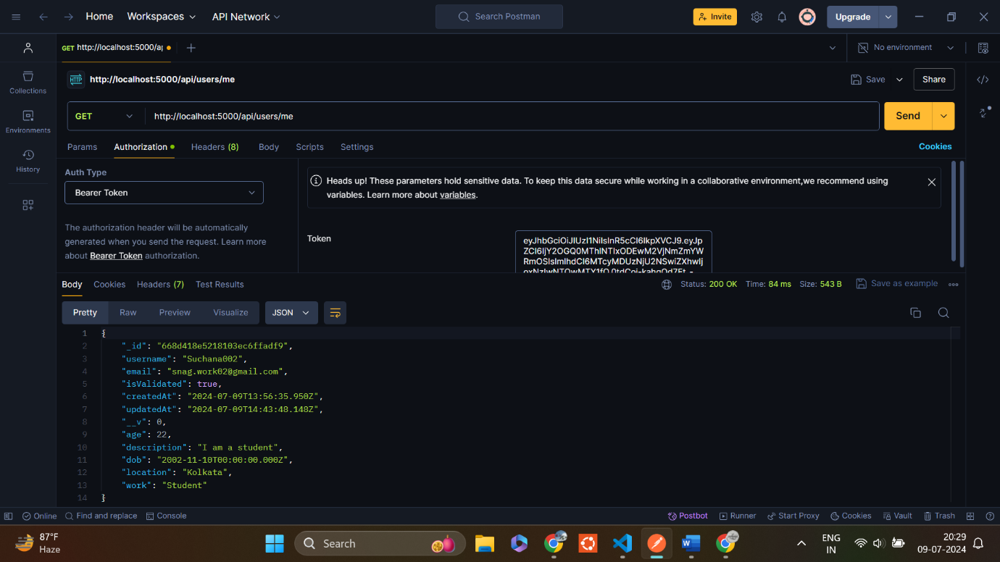 Home Workspaces API Network Search Postman Invite Upgrade
GET http://localhost:5000/ap No environment
HTTP http://localhost:5000/api/users/me Save Share
GET http://localhost:5000/api/users/me Send
Params Authorization Headers (8) Body Scripts Settings Cookies
Collections
Environments
History
Auth Type
Bearer Token
The authorization header will be automatically
generated when you send the request. Learn more
about Bearer Token authorization.
Heads up! These parameters hold sensitive data. To keep this data secure while working in a collaborative environment,we recommend using
variables. Learn more about variables.
Token
Body Cookies Headers (7) Test Results Status: 200 OK Time: 84 ms Size: 543 B Save as example
Pretty Raw Preview Visualize JSON
1 {
2 "_id": "668d418e5218103ec6ffadf9",
3 "username": "Suchana002",
4 "email": "snag.work02@gmail.com",
5 "isValidated": true,
6 "createdAt": "2024-07-09T13:56:35.950Z",
7 "updatedAt": "2024-07-09T14:43:48.148Z",
8 "__v": 0,
9 "age": 22,
10 "description": "I am a student",
11 "dob": "2002-11-10T00:00:00.000Z",
12 "location": "Kolkata",
13 "work": "Student"
14 }
Online Find and replace Console Postbot Runner Start Proxy Cookies Vault Trash
87°F
Haze
Search
ENG
IN
20:29
09-07-2024